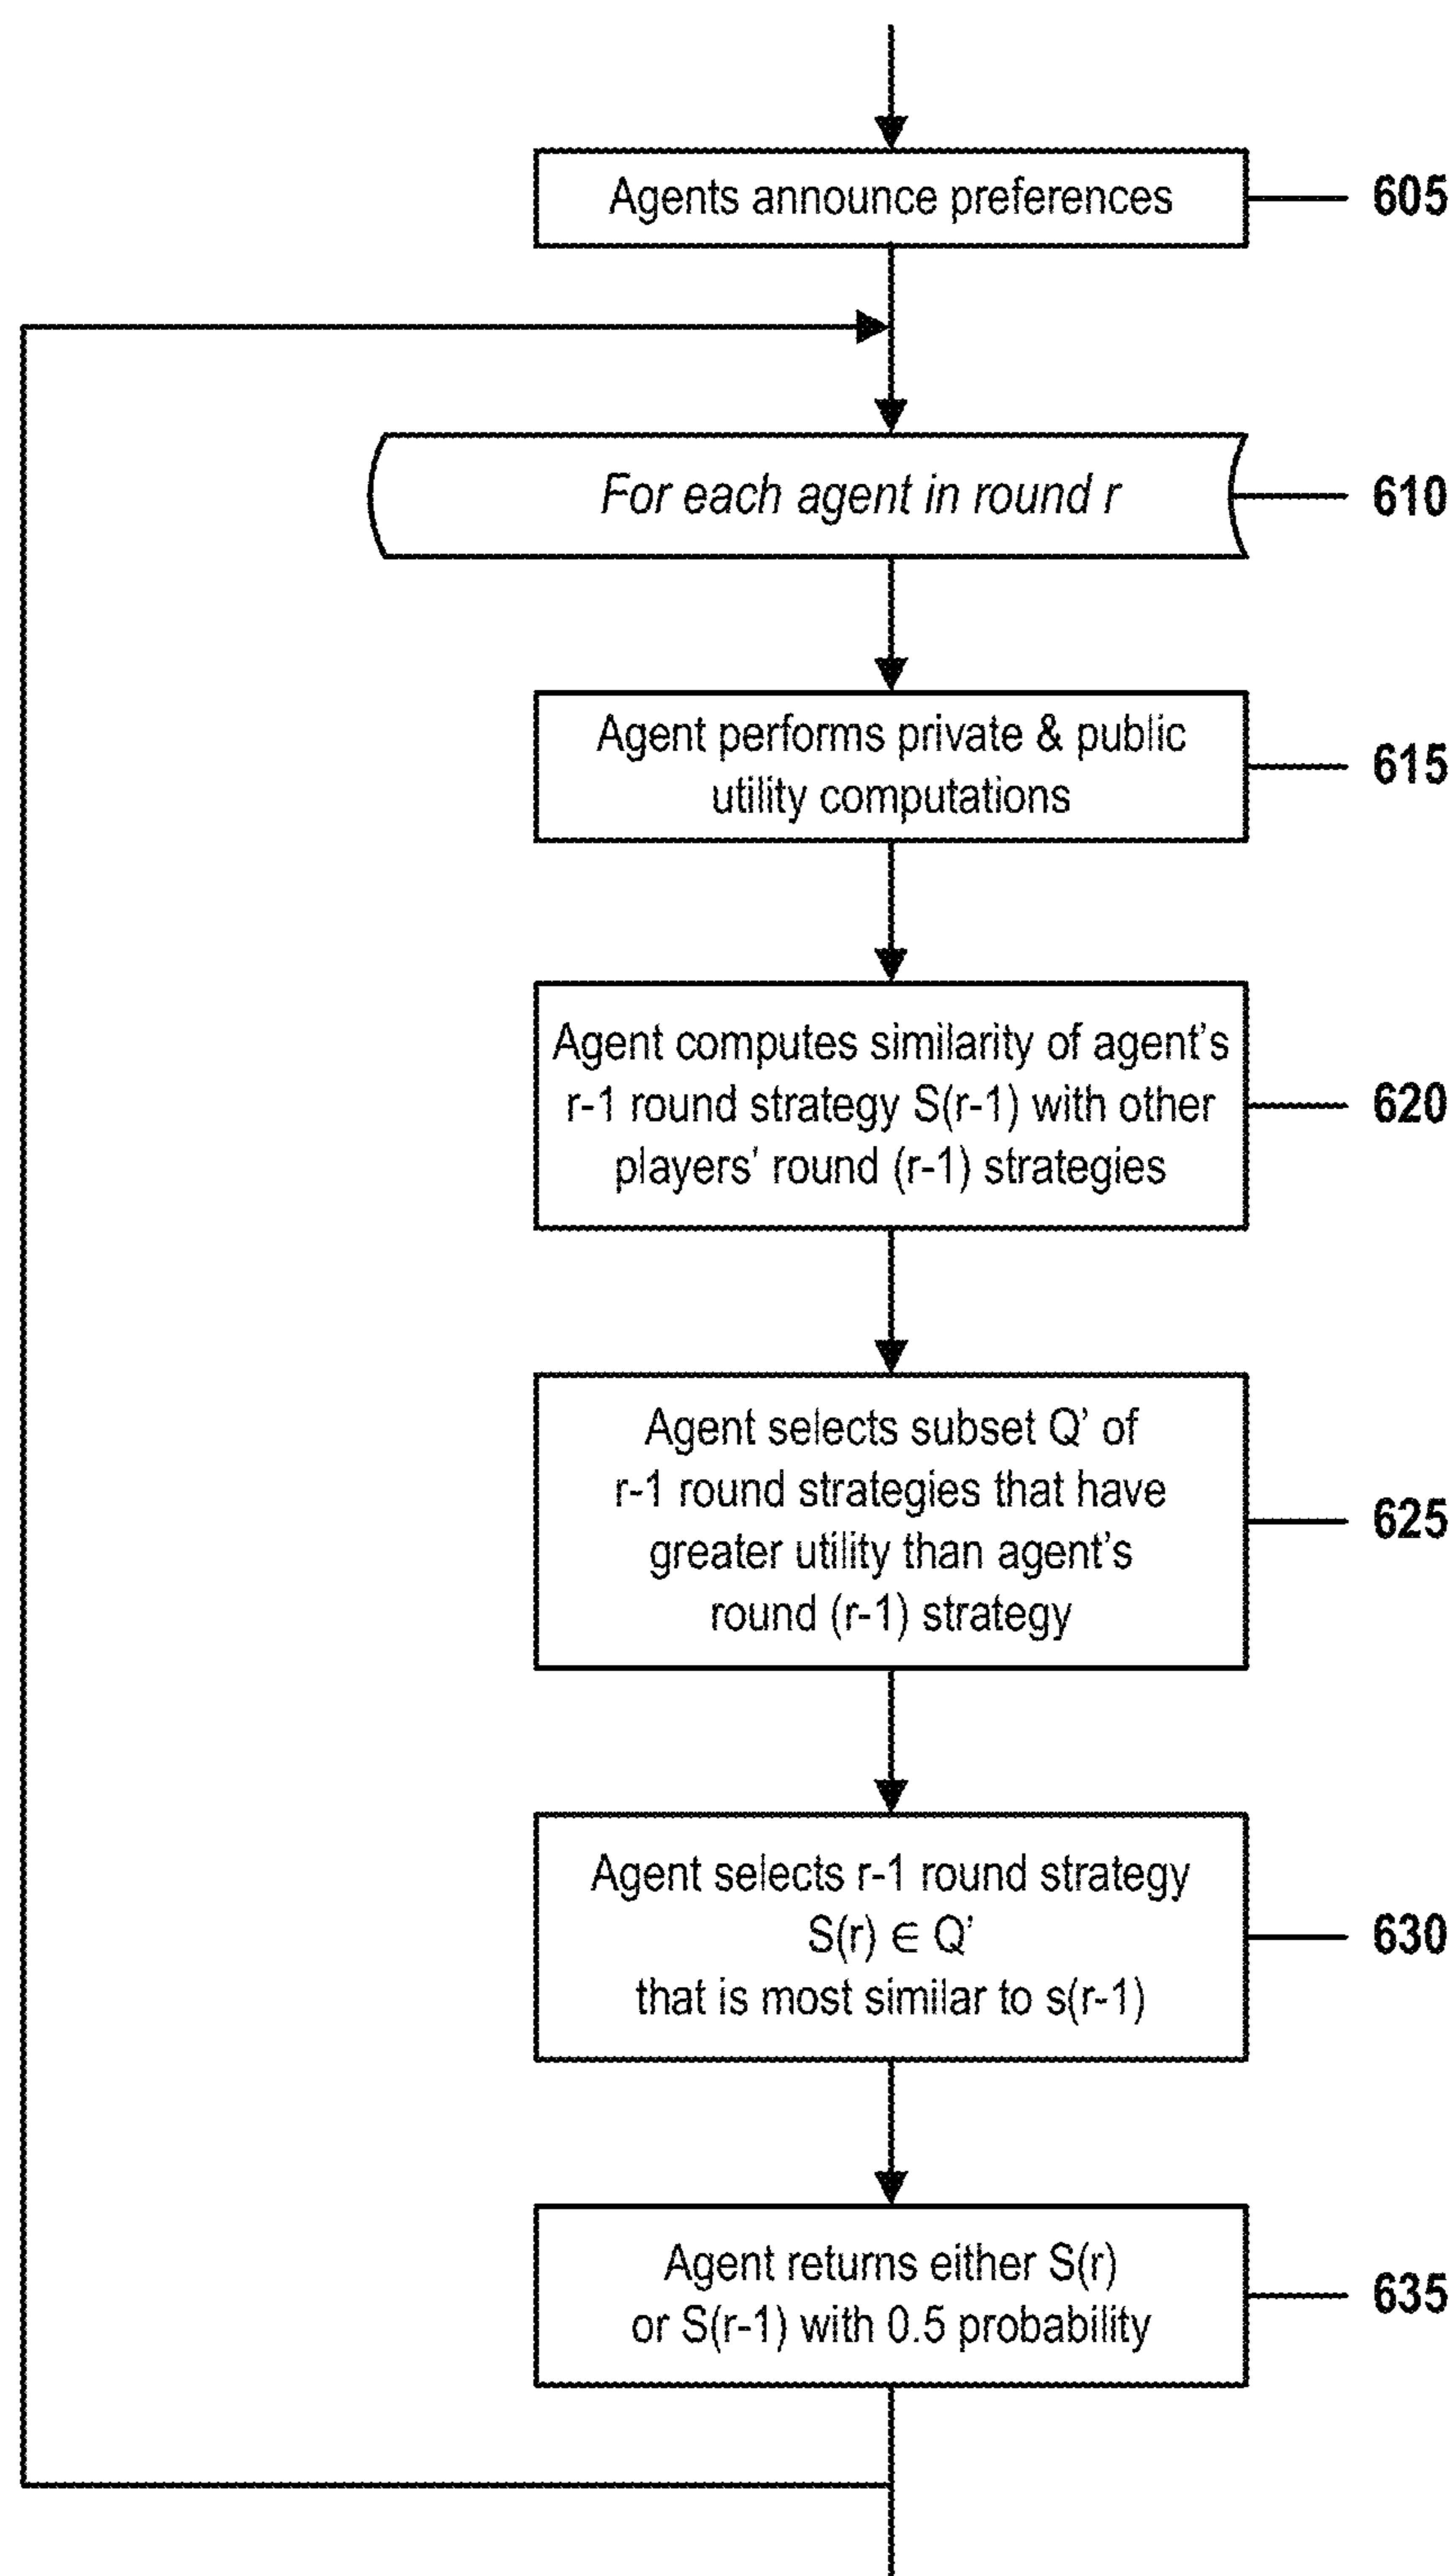 Agents announce preferences
605
For each agent in round r
610
Agent performs private & public
utility computations
615
Agent computes similarity of agent’s
r-1 round strategy S(r-1) with other
players’ round (r-1) strategies
620
Agent selects subset Q’ of
r-1 round strategies that have
greater utility than agent’s
round (r-1) strategy
625
Agent selects r-1 round strategy
S(r) ∈ Q’
that is most similar to s(r-1)
630
Agent returns either S(r)
or S(r-1) with 0.5 probability
635